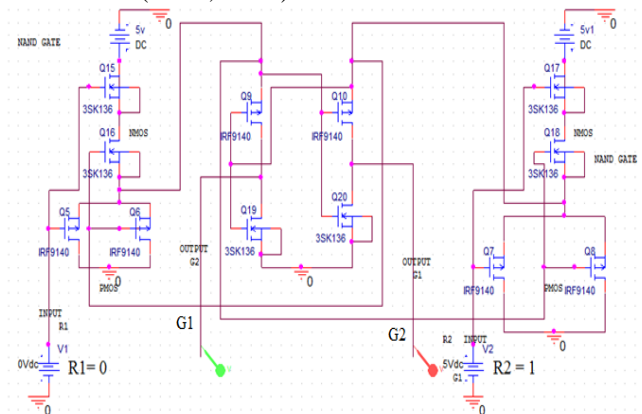 0
0
5v
DC
5v1
DC
NAND GATE
Q15
Q17
3SK136
3SK136
Q9
Q10
IRF9140
IRF9140
Q16
NMOS
Q18
NMOS
3SK136
3SK136
NAND GATE
Q5
Q6
Q19
Q20
IRF9140
IRF9140
3SK136
3SK136
OUTPUT
G2
OUTPUT
G1
Q7
Q8
0
PMOS
0
IRF9140
PMOS
IRF9140
INPUT
R1
G1
G2
R2 INPUT
0
V1
0Vdc
R1= 0
V2
5Vdc
G1
R2 = 1
0
0